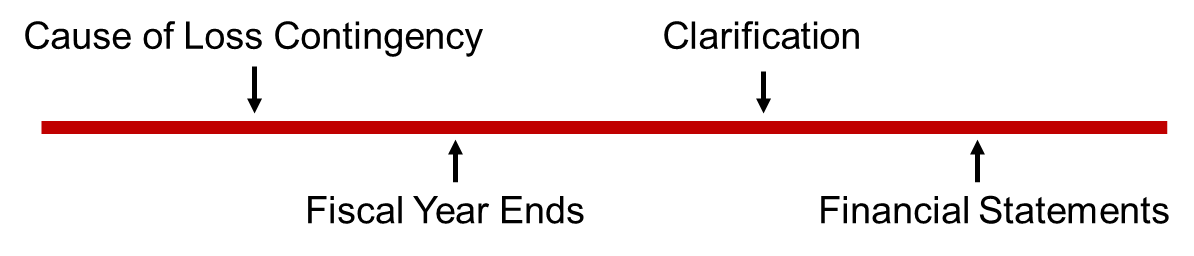 Cause of Loss Contingency
Clarification
Fiscal Year Ends
Financial Statements